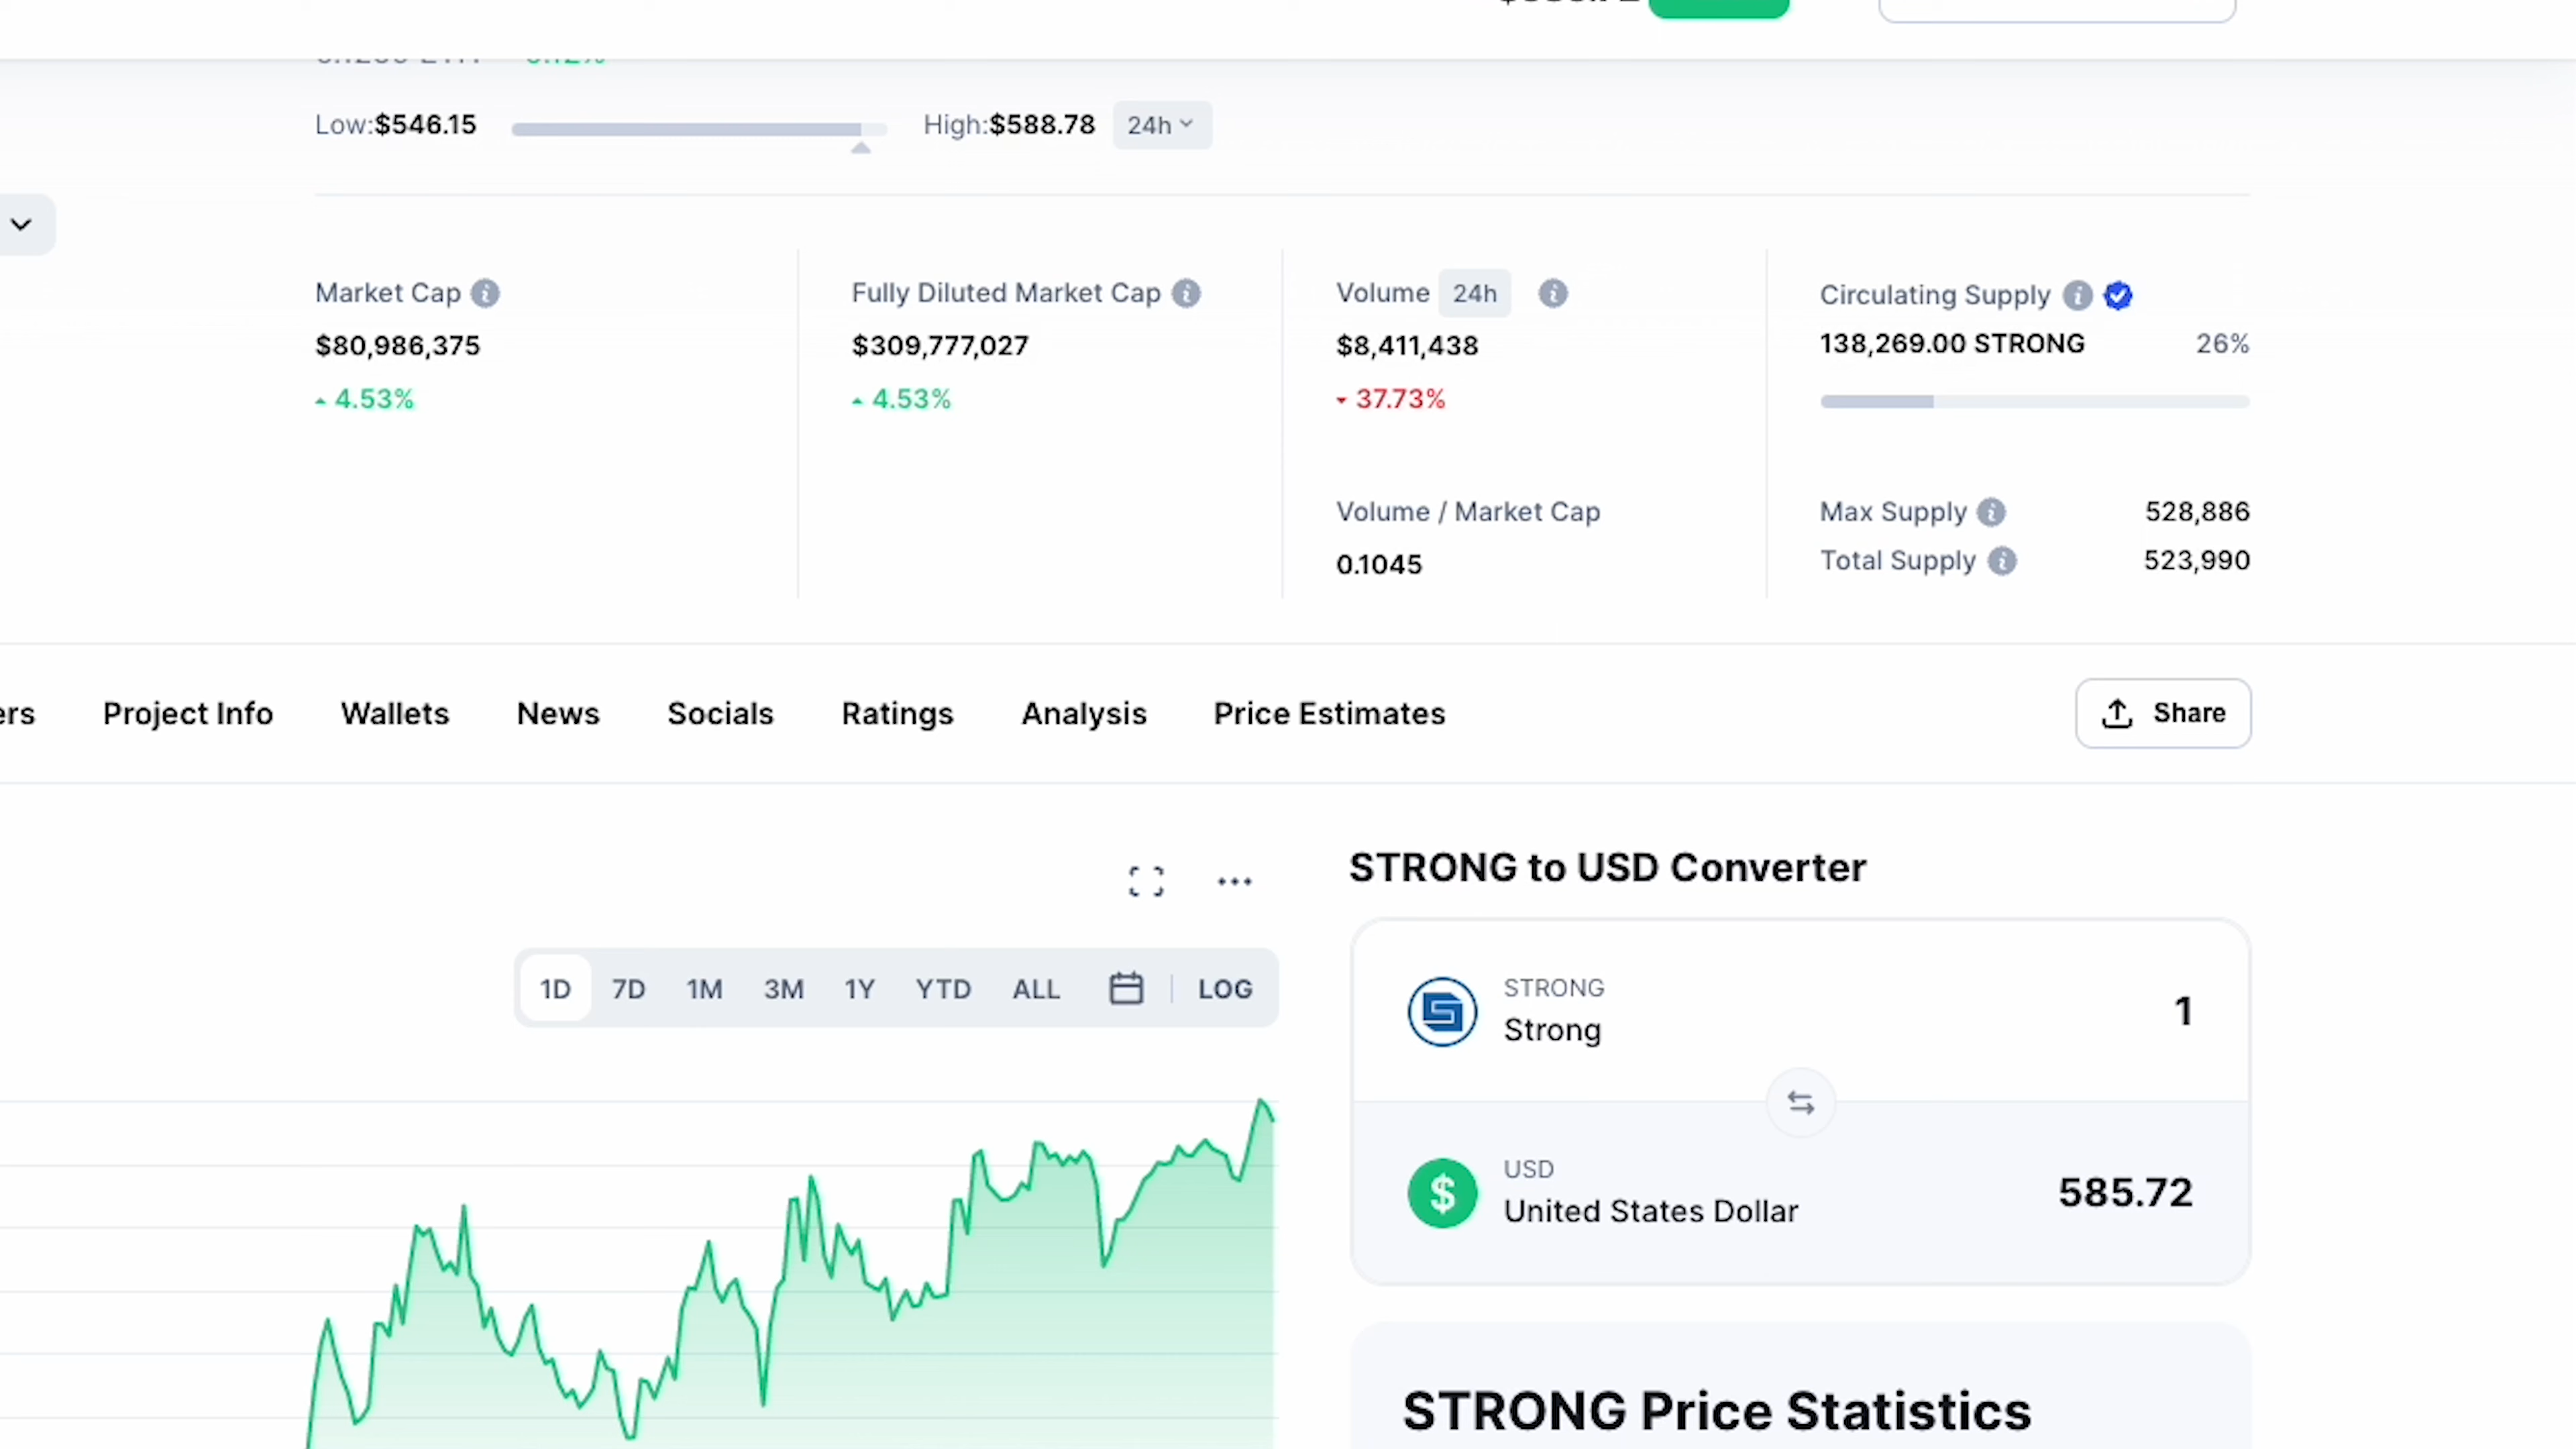 Low:$546.15 High:$588.78 24h
Market Cap Fully Diluted Market Cap Volume 24h Circulating Supply
$80,986,375 $309,777,027 $8,411,438 138,269.00 STRONG 26%
4.53% 4.53% 37.73%
Volume / Market Cap Max Supply 528,886
0.1045 Total Supply 523,990
Project Info Wallets News Socials Ratings Analysis Price Estimates Share
STRONG to USD Converter
1D 7D 1M 3M 1Y YTD ALL LOG
STRONG
Strong 1
USD
United States Dollar 585.72
STRONG Price Statistics